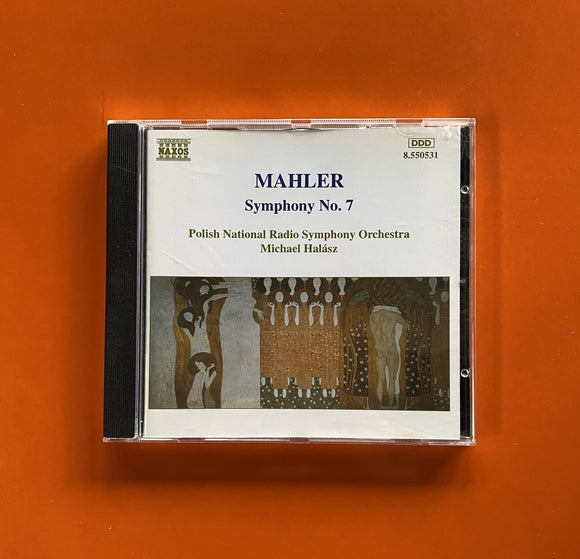 NAXOS
DDD
8.550531
MAHLER
Symphony No. 7
Polish National Radio Symphony Orchestra
Michael Halász